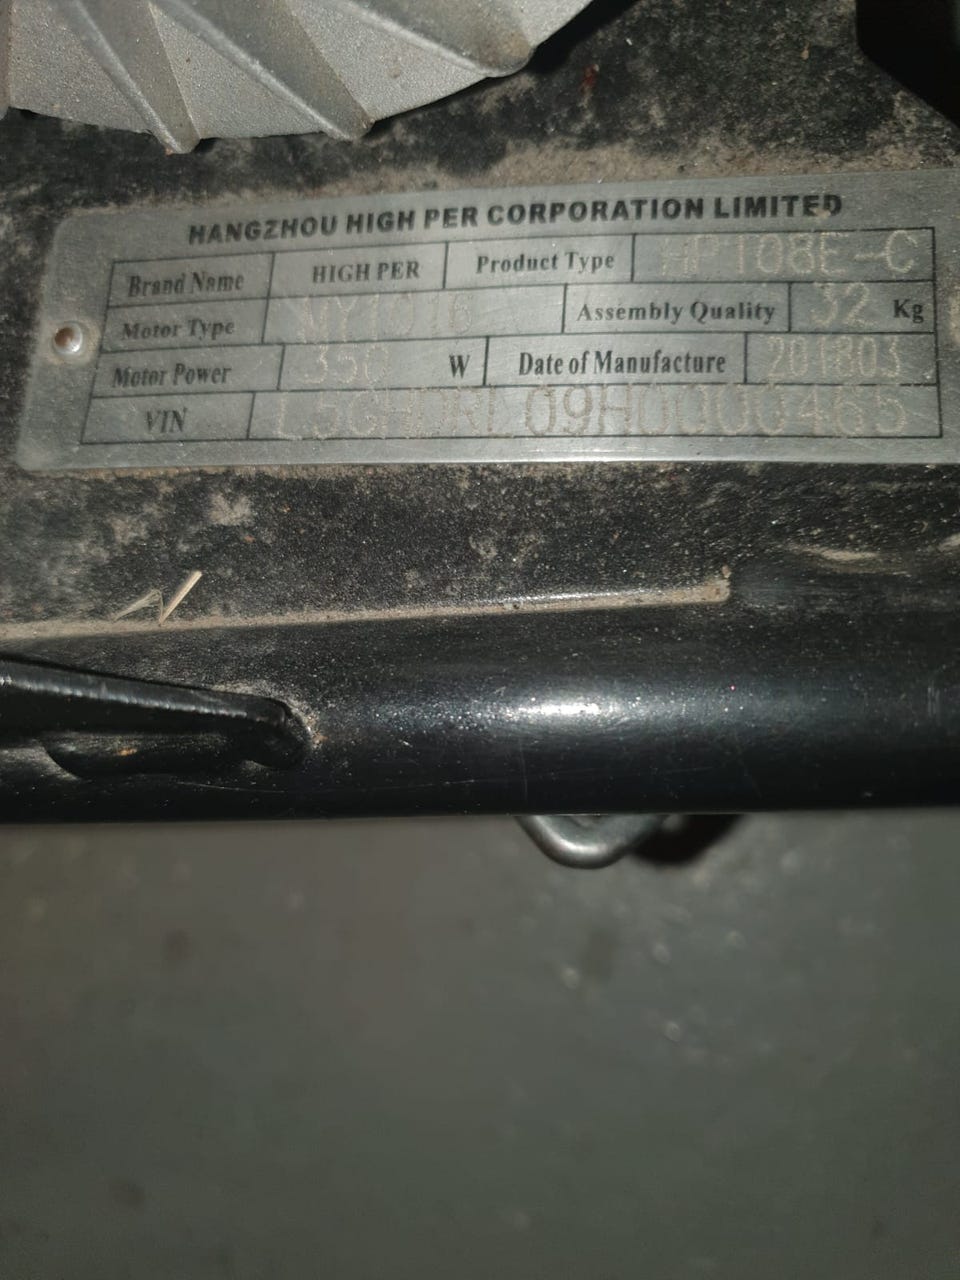 HANGZHOU HIGH PER CORPORATION LIMITED
Brand Name HIGH PER Product Type HP108E-C
Motor Type MY1016 Assembly Quality 32 Kg
Motor Power 350 W Date of Manufacture 201803
VIN L5GHDRL09H0000465